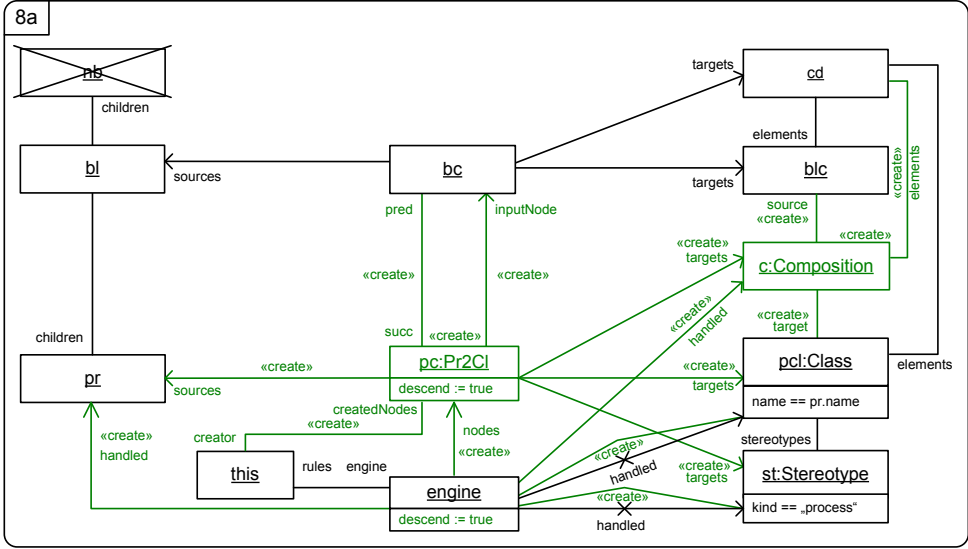 8a
nb
children
bl
sources
bc
targets
cd
elements
targets
blc
«create»
elements
pred
inputNode
source
«create»
«create»
«create»
«create»
«create»
targets
c:Composition
«create»
handled
«create»
target
children
succ
«create»
pr
sources
«create»
pc:Pr2Cl
descend := true
«create»
targets
pcl:Class
name == pr.name
elements
createdNodes
«create»
creator
nodes
«create»
«create»
handled
this
rules
engine
engine
descend := true
«create»
handled
stereotypes
«create»
targets
st:Stereotype
kind == „process“
«create»
handled